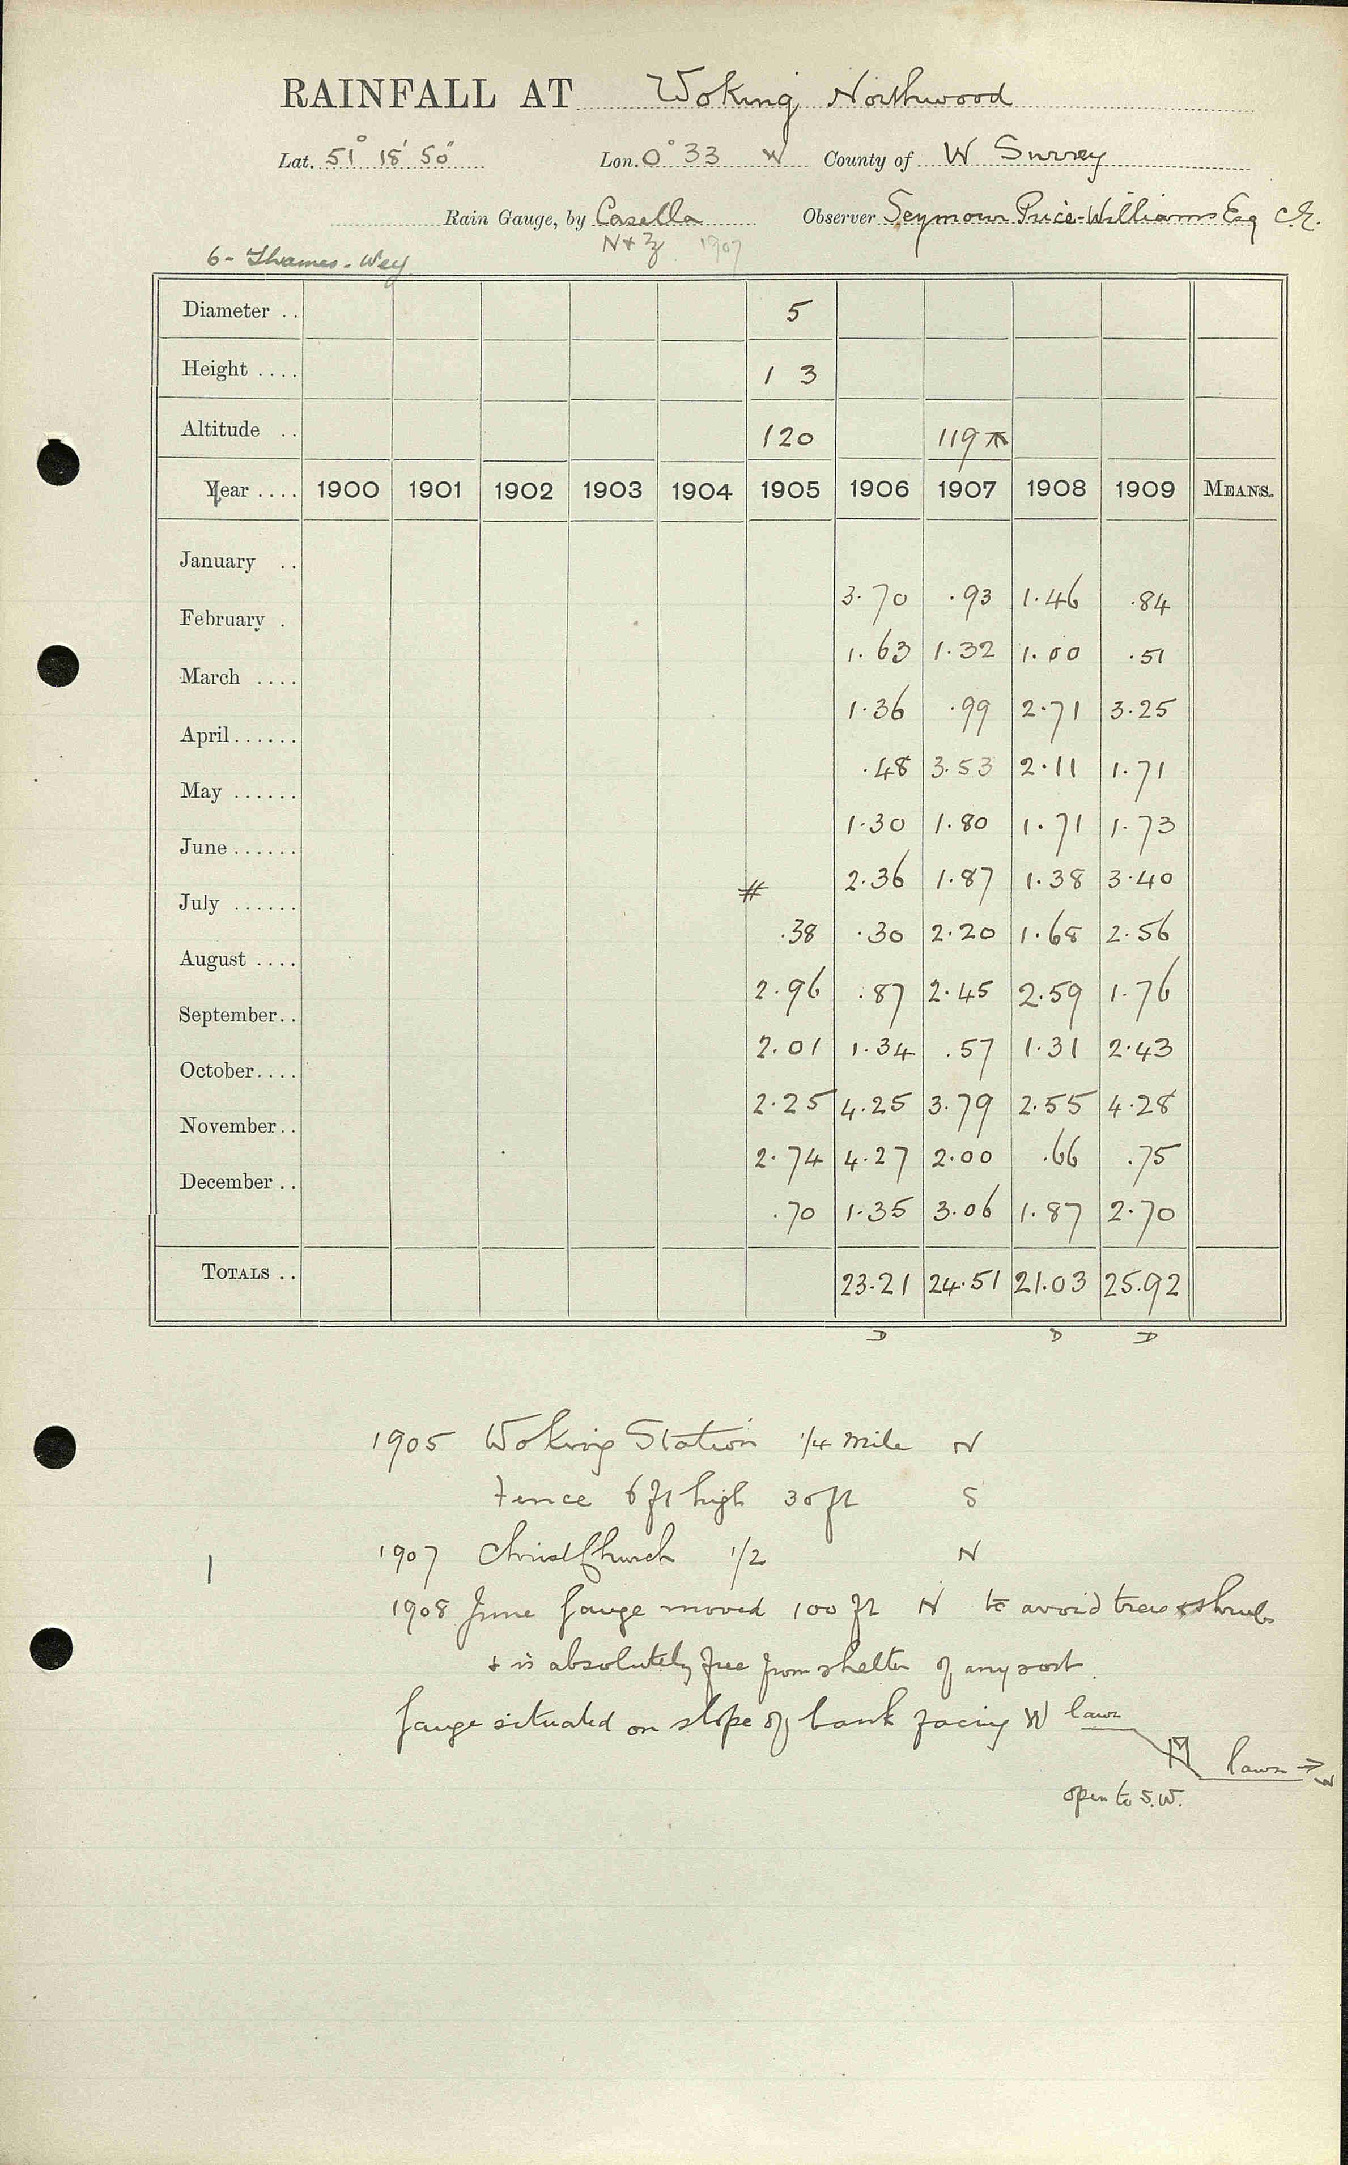 RAINFALL AT Woking Northwood
Lat. 51° 18' 50" Lon. 0° 33 W County of W Surrey
Rain Gauge, by Casella Observer Seymour Price-Williams Esq C.E.
N & Z 1907
6 - Thames - Wey
Diameter .. 5
Height .... 1 3
Altitude .. 120 119
Year .... 1900 1901 1902 1903 1904 1905 1906 1907 1908 1909 MEANS.
January .. 3.70 .93 1.46 .84
February . 1.63 1.32 1.00 .51
March .... 1.36 .99 2.71 3.25
April ...... .48 3.53 2.11 1.71
May ...... 1.30 1.80 1.71 1.73
June ...... # 2.36 1.87 1.38 3.40
July ...... .38 .30 2.20 1.68 2.56
August .... 2.96 .87 2.45 2.59 1.76
September.. 2.01 1.34 .57 1.31 2.43
October.... 2.25 4.25 3.79 2.55 4.28
November.. 2.74 4.27 2.00 .66 .75
December .. .70 1.35 3.06 1.87 2.70
TOTALS .. 23.21 24.51 21.03 25.92
D D D
1905 Woking Station 1/4 mile N
Fence 6 ft high 30 ft S
1907 Christ Church 1/2 N
1908 June Gauge moved 100 ft N to avoid trees & shrubs
& is absolutely free from shelter of any sort.
Gauge situated on slope of bank facing W lawn
lawn → W
open to S.W.